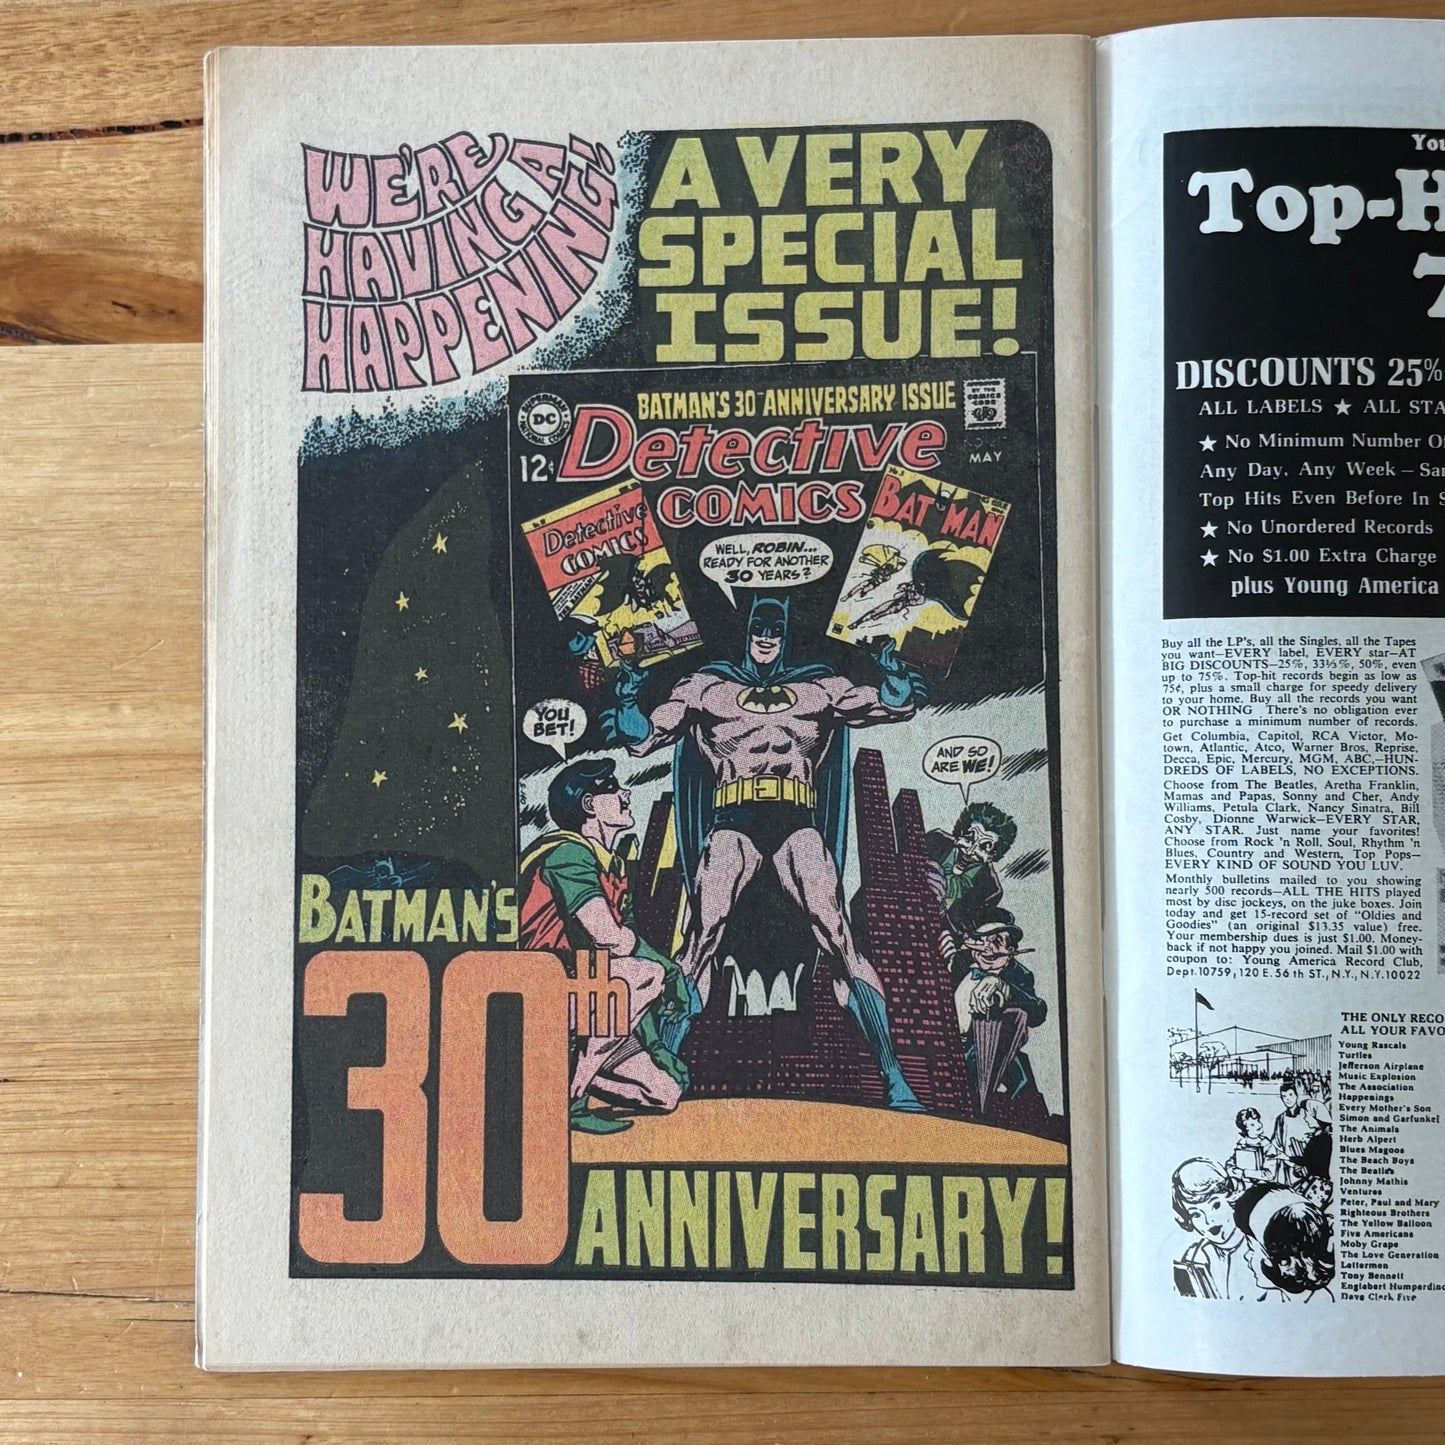 WE'RE
HAVING A
HAPPENING!
A VERY
SPECIAL
ISSUE!
BATMAN'S 30TH ANNIVERSARY ISSUE
SUPERMAN
DC
NATIONAL COMICS
APPROVED
BY THE
COMICS
CODE
12¢
Detective
COMICS
MAY
Detective
COMICS
No.1
BATMAN
WELL, ROBIN...
READY FOR ANOTHER
30 YEARS?
YOU
BET!
AND SO
ARE WE!
BATMAN'S
30th
ANNIVERSARY!
You
Top-H
7
DISCOUNTS 25%
ALL LABELS ★ ALL STA
★ No Minimum Number O
Any Day, Any Week – Sa
Top Hits Even Before In S
★ No Unordered Records
★ No $1.00 Extra Charge
plus Young America
Buy all the LP's, all the Singles, all the Tapes
you want—EVERY label, EVERY star—AT
BIG DISCOUNTS—25%, 33⅓%, 50%, even
up to 75%. Top-hit records begin as low as
75¢, plus a small charge for speedy delivery
to your home. Buy all the records you want
OR NOTHING There's no obligation ever
to purchase a minimum number of records.
Get Columbia, Capitol, RCA Victor, Mo-
town, Atlantic, Atco, Warner Bros, Reprise,
Decca, Epic, Mercury, MGM, ABC,—HUN-
DREDS OF LABELS, NO EXCEPTIONS.
Choose from The Beatles, Aretha Franklin,
Mamas and Papas, Sonny and Cher, Andy
Williams, Petula Clark, Nancy Sinatra, Bill
Cosby, Dionne Warwick—EVERY STAR,
ANY STAR. Just name your favorites!
Choose from Rock 'n Roll, Soul, Rhythm 'n
Blues, Country and Western, Top Pops—
EVERY KIND OF SOUND YOU LUV.
Monthly bulletins mailed to you showing
nearly 500 records—ALL THE HITS played
most by disc jockeys, on the juke boxes. Join
today and get 15-record set of "Oldies and
Goodies" (an original $13.35 value) free.
Your membership dues is just $1.00. Money-
back if not happy you joined. Mail $1.00 with
coupon to: Young America Record Club,
Dept.10759, 120 E. 56 th ST., N.Y., N.Y. 10022
THE ONLY RECO
ALL YOUR FAVO
Young Rascals
Turtles
Jefferson Airplane
Music Explosion
The Association
Happenings
Every Mother's Son
Simon and Garfunkel
The Animals
Herb Alpert
Blues Magoos
The Beach Boys
The Beatles
Johnny Mathis
Ventures
Peter, Paul and Mary
Righteous Brothers
The Yellow Balloon
Five Americans
Moby Grape
The Love Generation
Lettermen
Tony Bennett
Englebert Humperdinc
Dave Clark Five